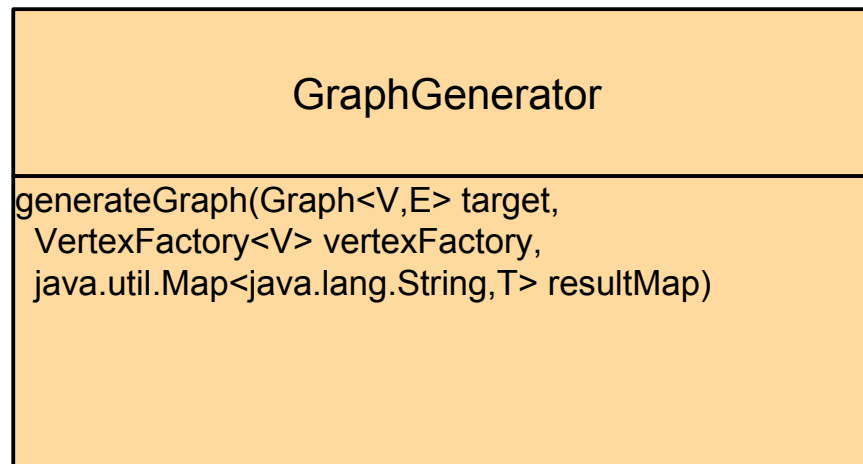 GraphGenerator
generateGraph(Graph<V,E> target,
VertexFactory<V> vertexFactory,
java.util.Map<java.lang.String,T> resultMap)